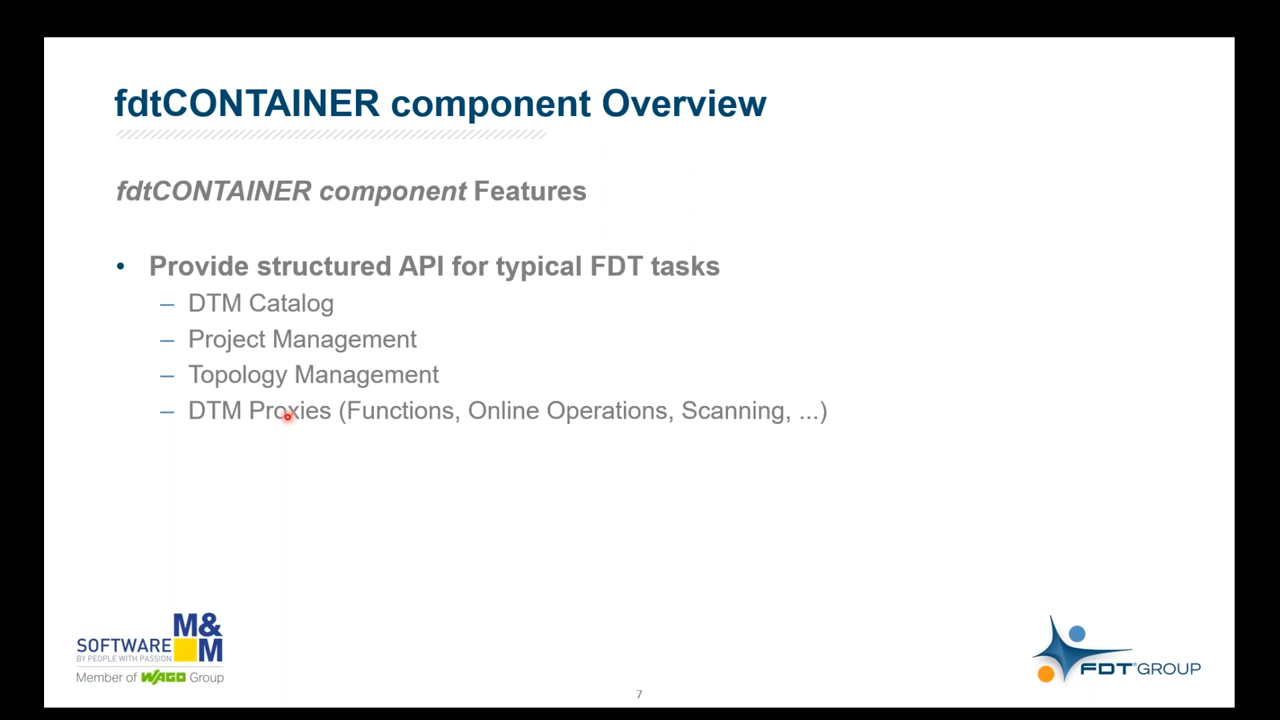 fdtCONTAINER component Overview
fdtCONTAINER component Features
• Provide structured API for typical FDT tasks
– DTM Catalog
– Project Management
– Topology Management
– DTM Proxies (Functions, Online Operations, Scanning, ...)
M&
SOFTWARE M
BY PEOPLE WITH PASSION
Member of WAGO Group
FDT® GROUP
7